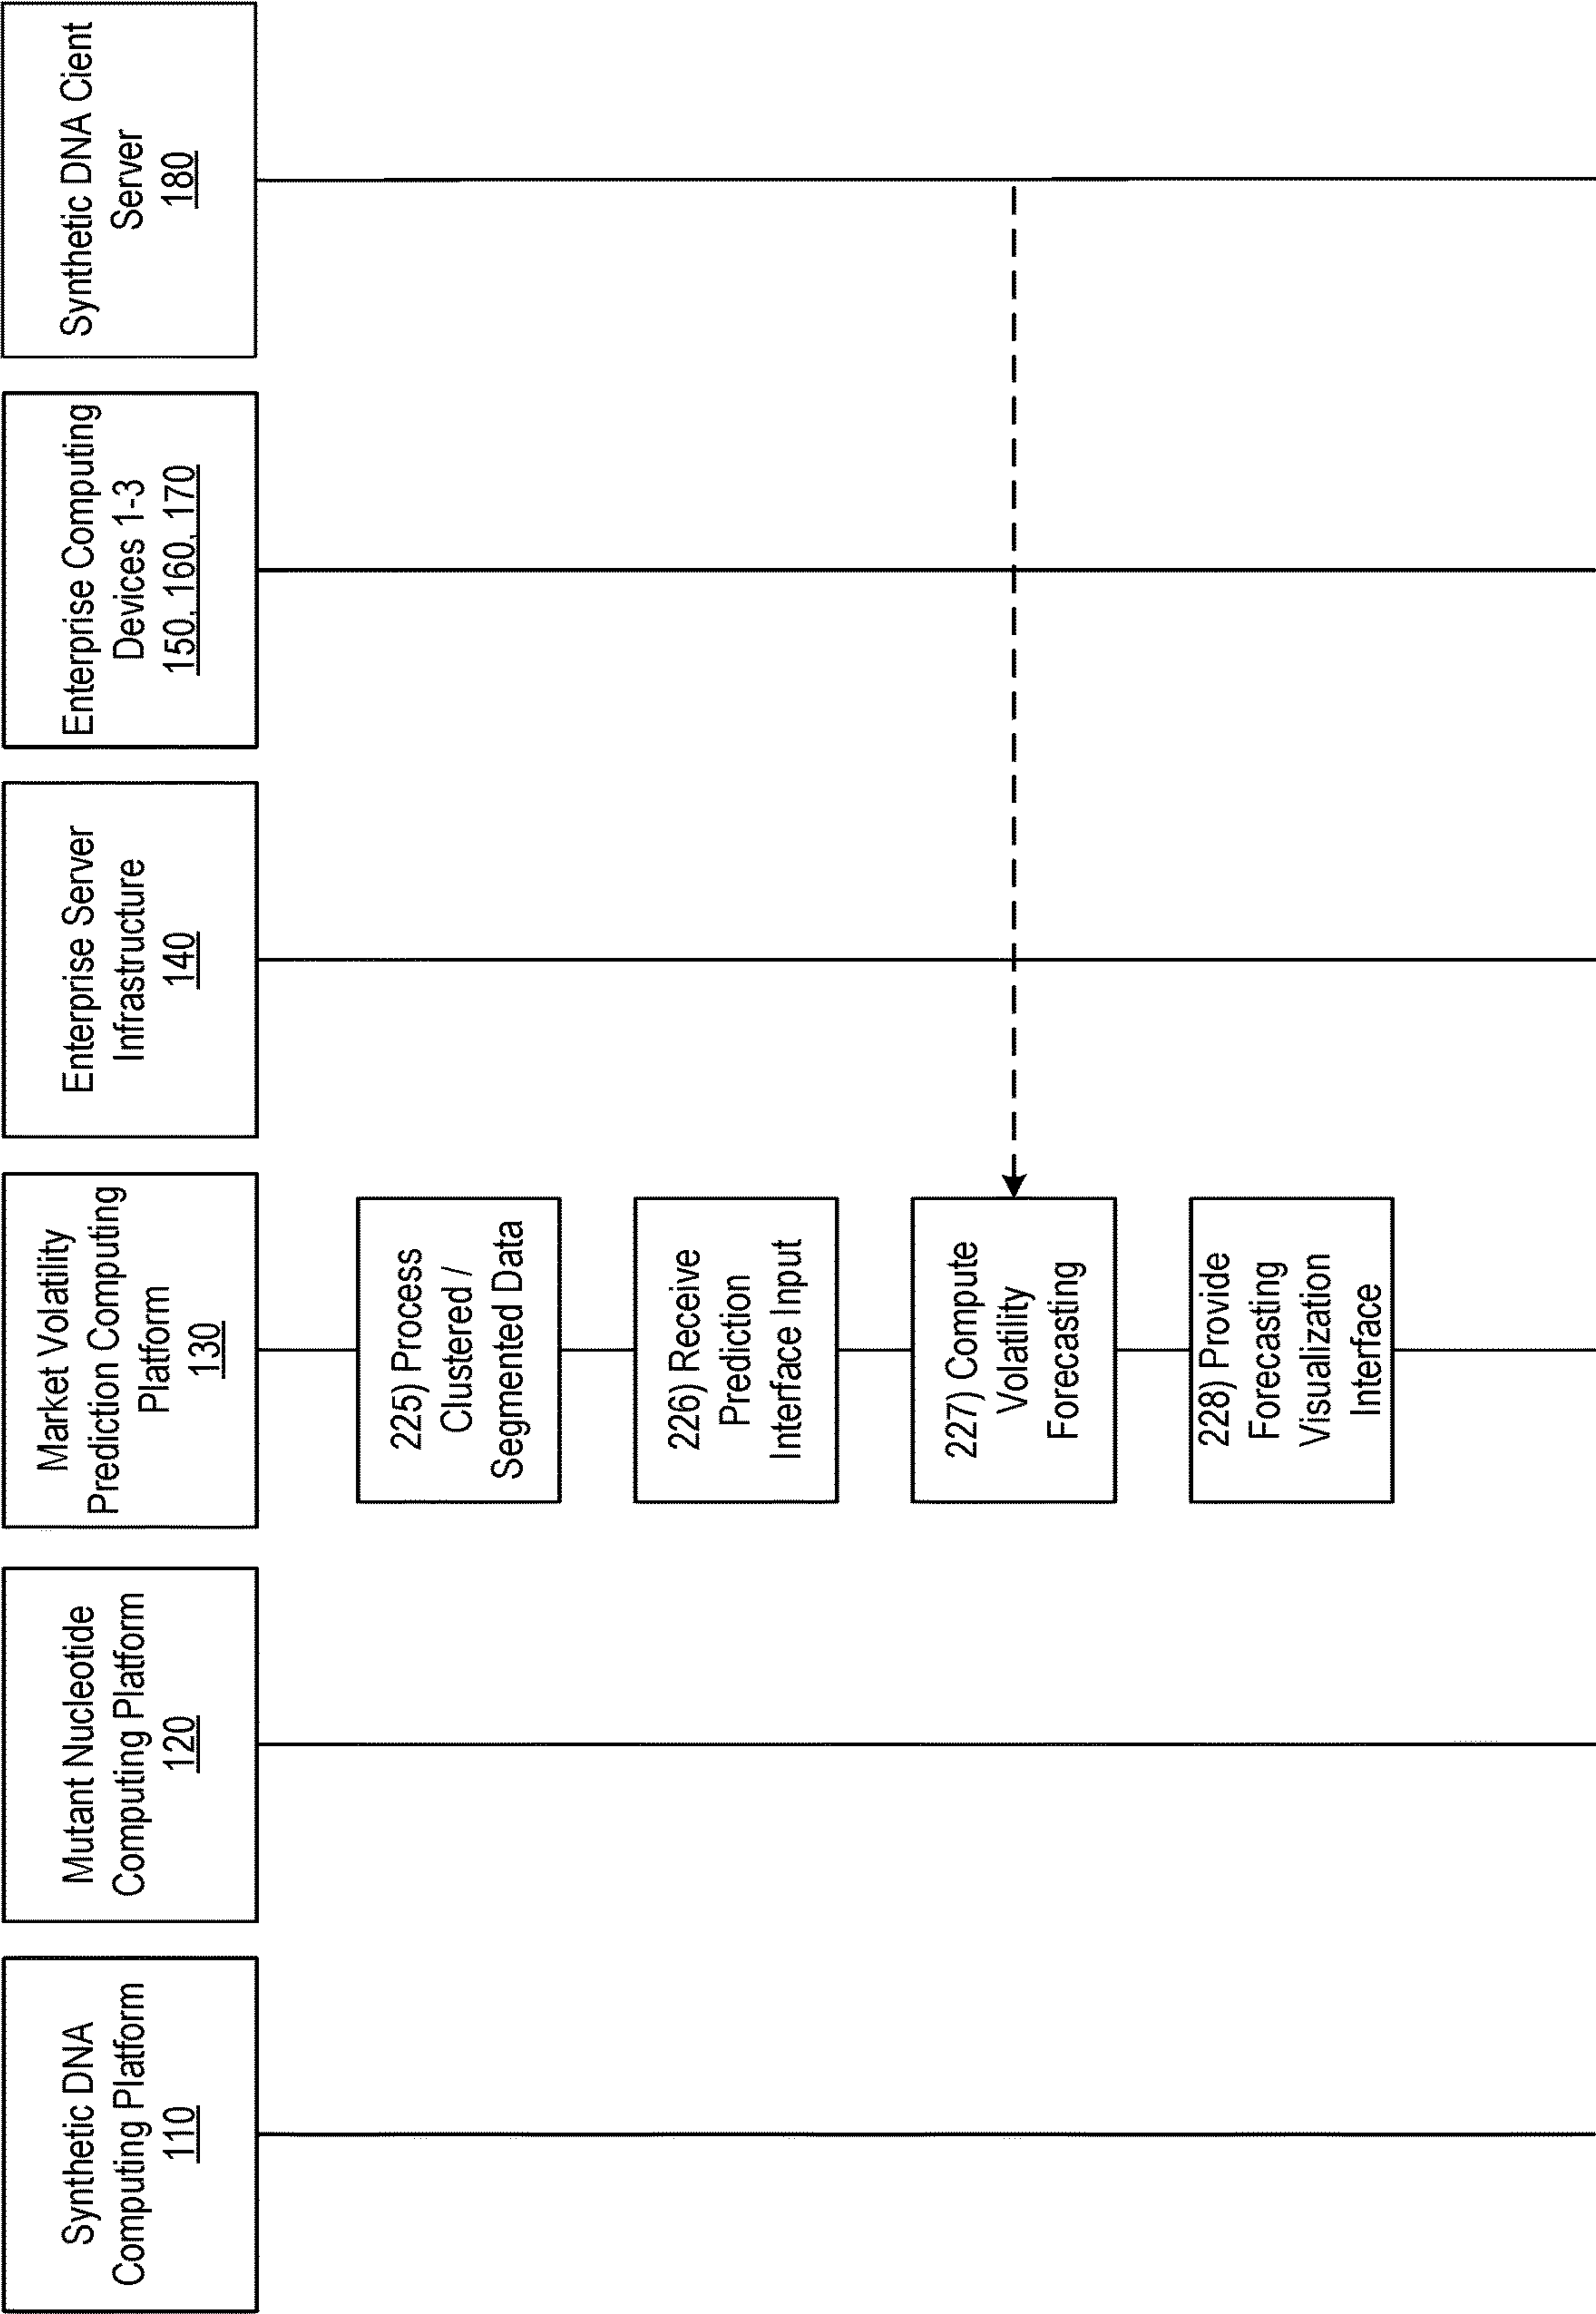 Synthetic DNA
Computing Platform
110
Mutant Nucleotide
Computing Platform
120
Market Volatility
Prediction Computing
Platform
130
Enterprise Server
Infrastructure
140
Enterprise Computing
Devices 1-3
150, 160, 170
Synthetic DNA Cient
Server
180
225) Process
Clustered /
Segmented Data
226) Receive
Prediction
Interface Input
227) Compute
Volatility
Forecasting
228) Provide
Forecasting
Visualization
Interface